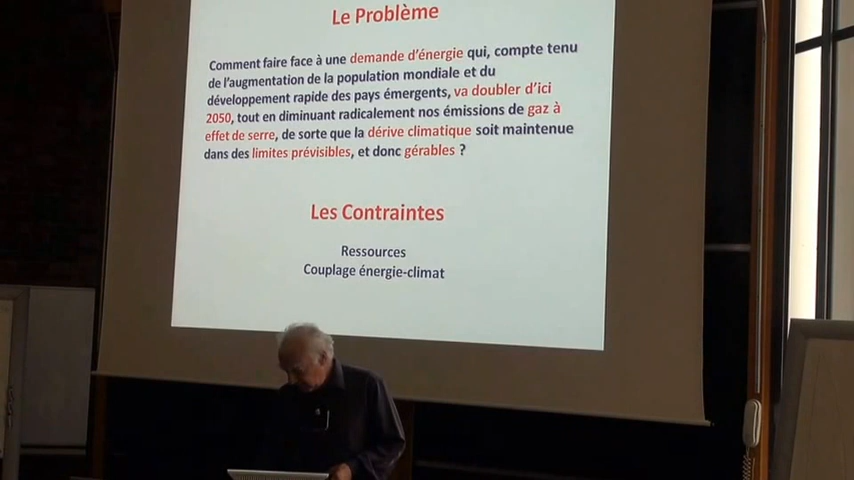 Le Problème
Comment faire face à une demande d'énergie qui, compte tenu
de l'augmentation de la population mondiale et du
développement rapide des pays émergents, va doubler d'ici
2050, tout en diminuant radicalement nos émissions de gaz à
effet de serre, de sorte que la dérive climatique soit maintenue
dans des limites prévisibles, et donc gérables ?
Les Contraintes
Ressources
Couplage énergie-climat